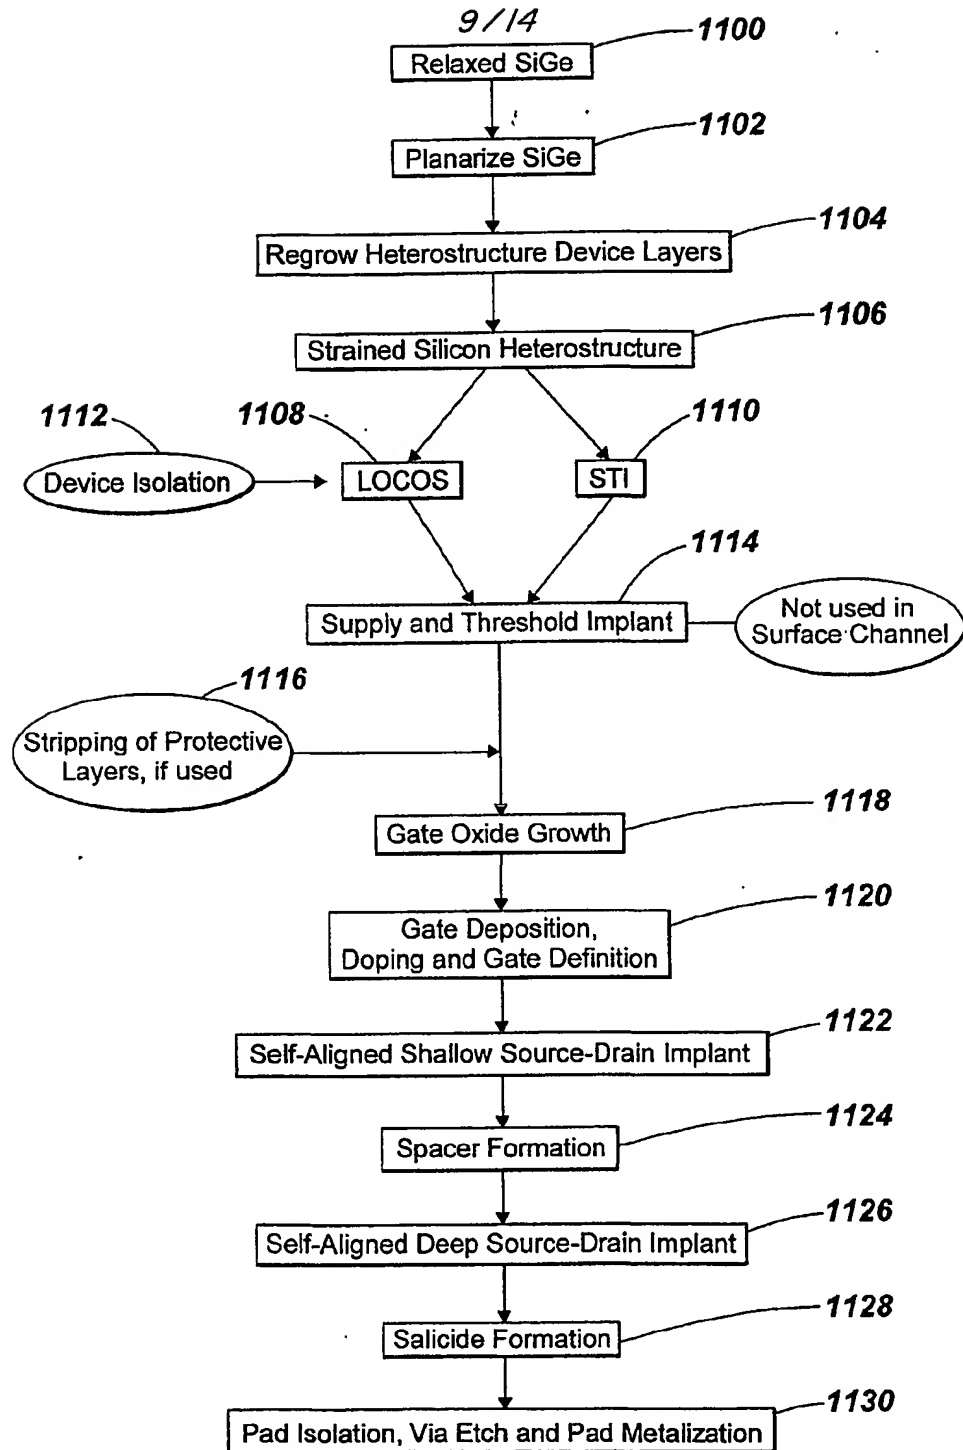 9/14
1100
Relaxed SiGe
1102
Planarize SiGe
1104
Regrow Heterostructure Device Layers
1106
Strained Silicon Heterostructure
1112
1108
1110
Device Isolation
LOCOS
STI
1114
Supply and Threshold Implant
Not used in
Surface Channel
1116
Stripping of Protective
Layers, if used
1118
Gate Oxide Growth
1120
Gate Deposition,
Doping and Gate Definition
1122
Self-Aligned Shallow Source-Drain Implant
1124
Spacer Formation
1126
Self-Aligned Deep Source-Drain Implant
1128
Salicide Formation
1130
Pad Isolation, Via Etch and Pad Metalization